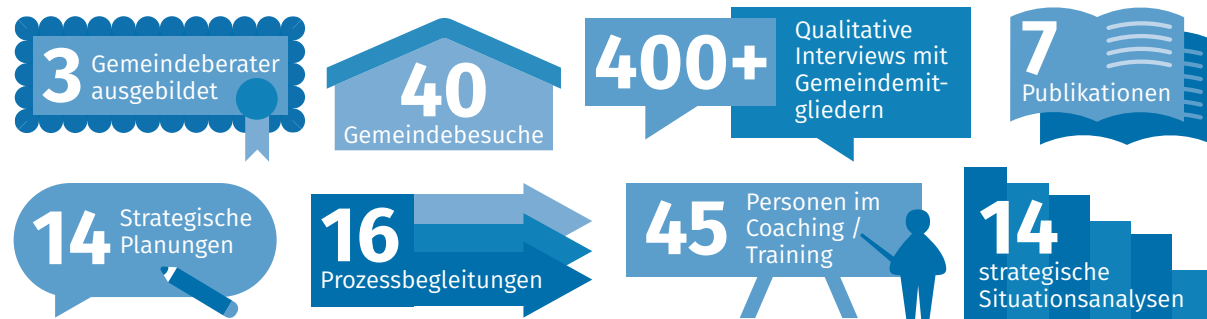 3 Gemeindeberater
ausgebildet
40
Gemeindebesuche
400+
Qualitative
Interviews mit
Gemeindemit-
gliedern
7
Publikationen
14 Strategische
Planungen
16
Prozessbegleitungen
45
Personen im
Coaching /
Training
14
strategische
Situationsanalysen